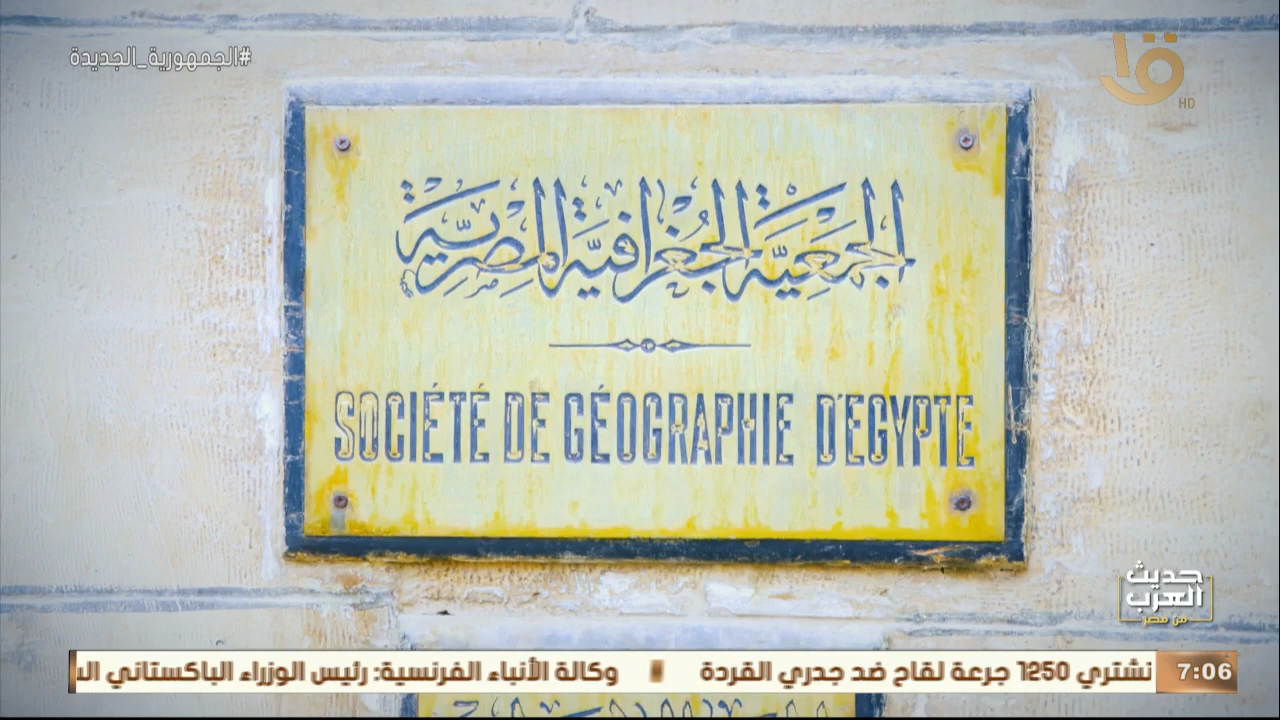 #الجمهورية_الجديدة
HD
الجمعية الجغرافية المصرية
SOCIÉTÉ DE GÉOGRAPHIE D'EGYPTE
حديث
العرب
من مصر
7:06
نشتري 1250 جرعة لقاح ضد جدري القردة
وكالة الأنباء الفرنسية: رئيس الوزراء الباكستاني